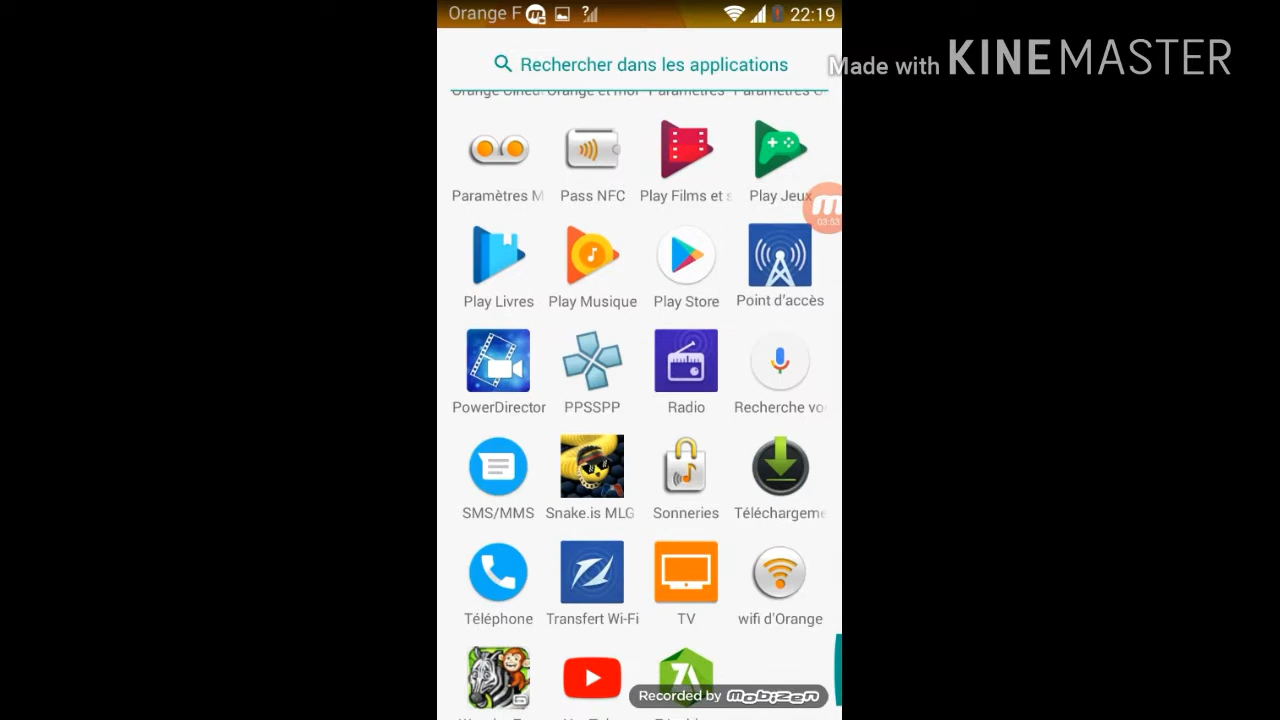 Orange F
22:19
Made with KINEMASTER
Rechercher dans les applications
Paramètres M Pass NFC Play Films et s Play Jeux
03:53
Play Livres Play Musique Play Store Point d'accès
PowerDirector PPSSPP Radio Recherche vo
SMS/MMS Snake.is MLG Sonneries Téléchargeme
Téléphone Transfert Wi-Fi TV wifi d'Orange
Recorded by MOBIZEN